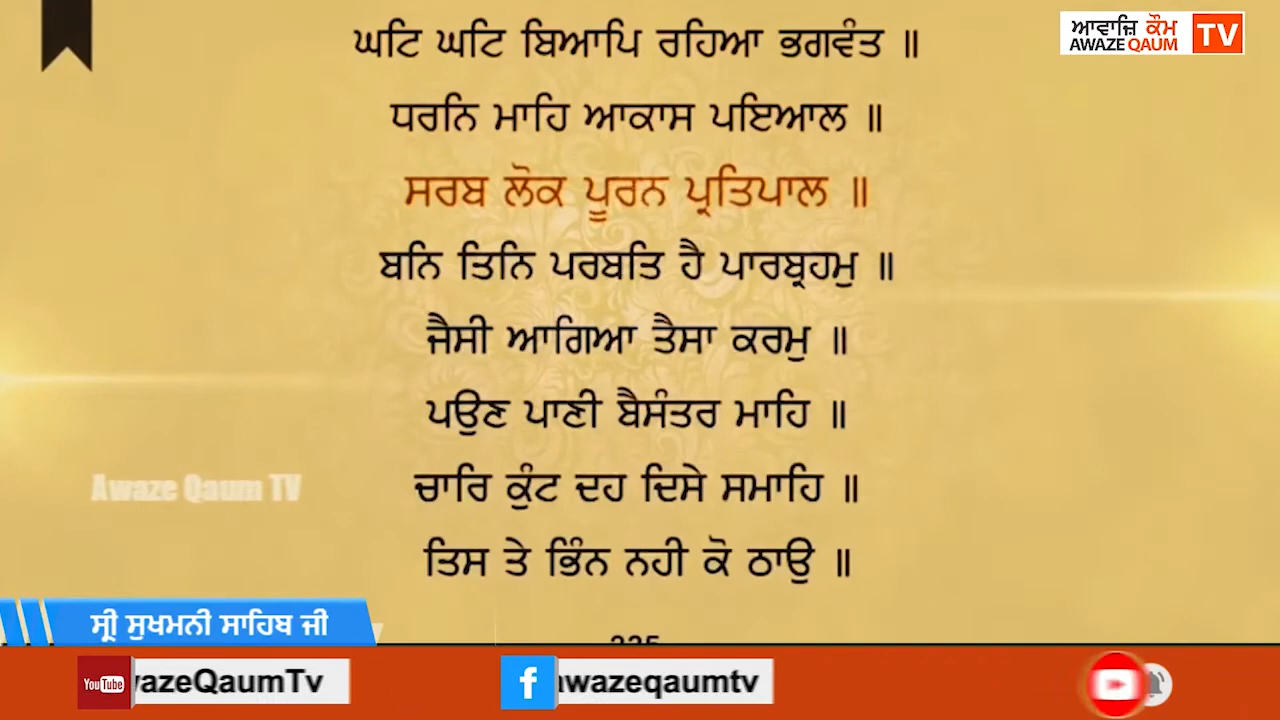 ਘਟਿ ਘਟਿ ਬਿਆਪਿ ਰਹਿਆ ਭਗਵੰਤ ॥
ਆਵਾਜ਼ਿ ਕੌਮ TV
AWAZE QAUM
ਧਰਨਿ ਮਾਹਿ ਆਕਾਸ ਪਇਆਲ ॥
ਸਰਬ ਲੋਕ ਪੂਰਨ ਪ੍ਰਤਿਪਾਲ ॥
ਬਨਿ ਤਿਨਿ ਪਰਬਤਿ ਹੈ ਪਾਰਬ੍ਰਹਮੁ ॥
ਜੈਸੀ ਆਗਿਆ ਤੈਸਾ ਕਰਮੁ ॥
ਪਉਣ ਪਾਣੀ ਬੈਸੰਤਰ ਮਾਹਿ ॥
ਚਾਰਿ ਕੁੰਟ ਦਹ ਦਿਸੇ ਸਮਾਹਿ ॥
Awaze Qaum TV
ਤਿਸ ਤੇ ਭਿੰਨ ਨਹੀ ਕੋ ਠਾਉ ॥
ਸ੍ਰੀ ਸੁਖਮਨੀ ਸਾਹਿਬ ਜੀ
YouTube wazeQaumTv
f awazeqaumtv